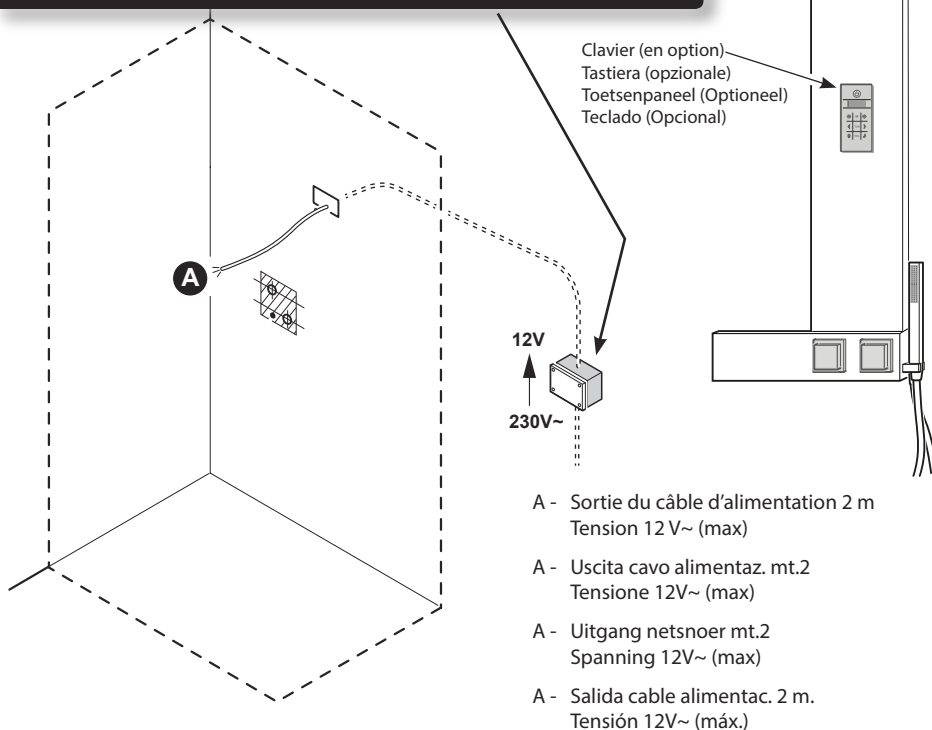 Clavier (en option)
Tastiera (opzionale)
Toetsenpaneel (Optioneel)
Teclado (Opcional)
A
12V
230V~
A - Sortie du câble d’alimentation 2 m
Tension 12 V~ (max)
A - Uscita cavo alimentaz. mt.2
Tensione 12V~ (max)
A - Uitgang netsnoer mt.2
Spanning 12V~ (max)
A - Salida cable alimentac. 2 m.
Tensión 12V~ (máx.)